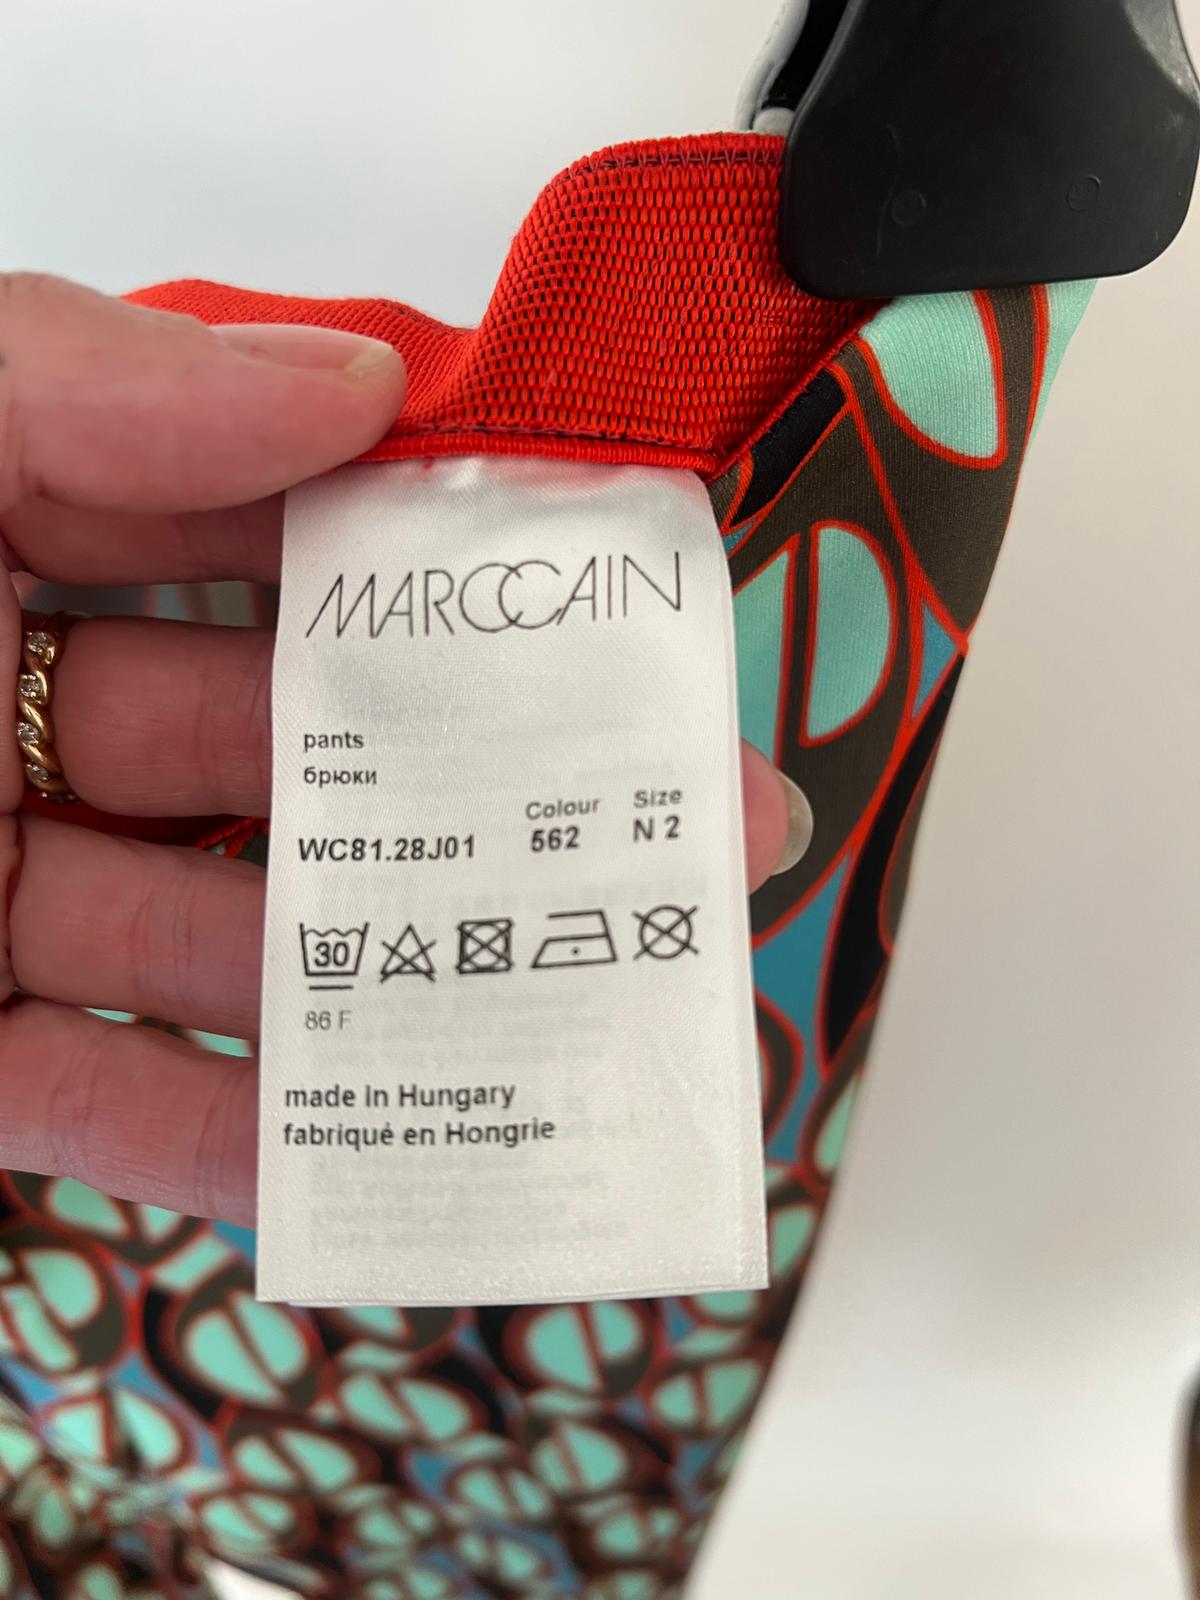 MARCCAIN
pants
брюки
Colour Size
WC81.28J01 562 N 2
30
86 F
made in Hungary
fabriqué en Hongrie